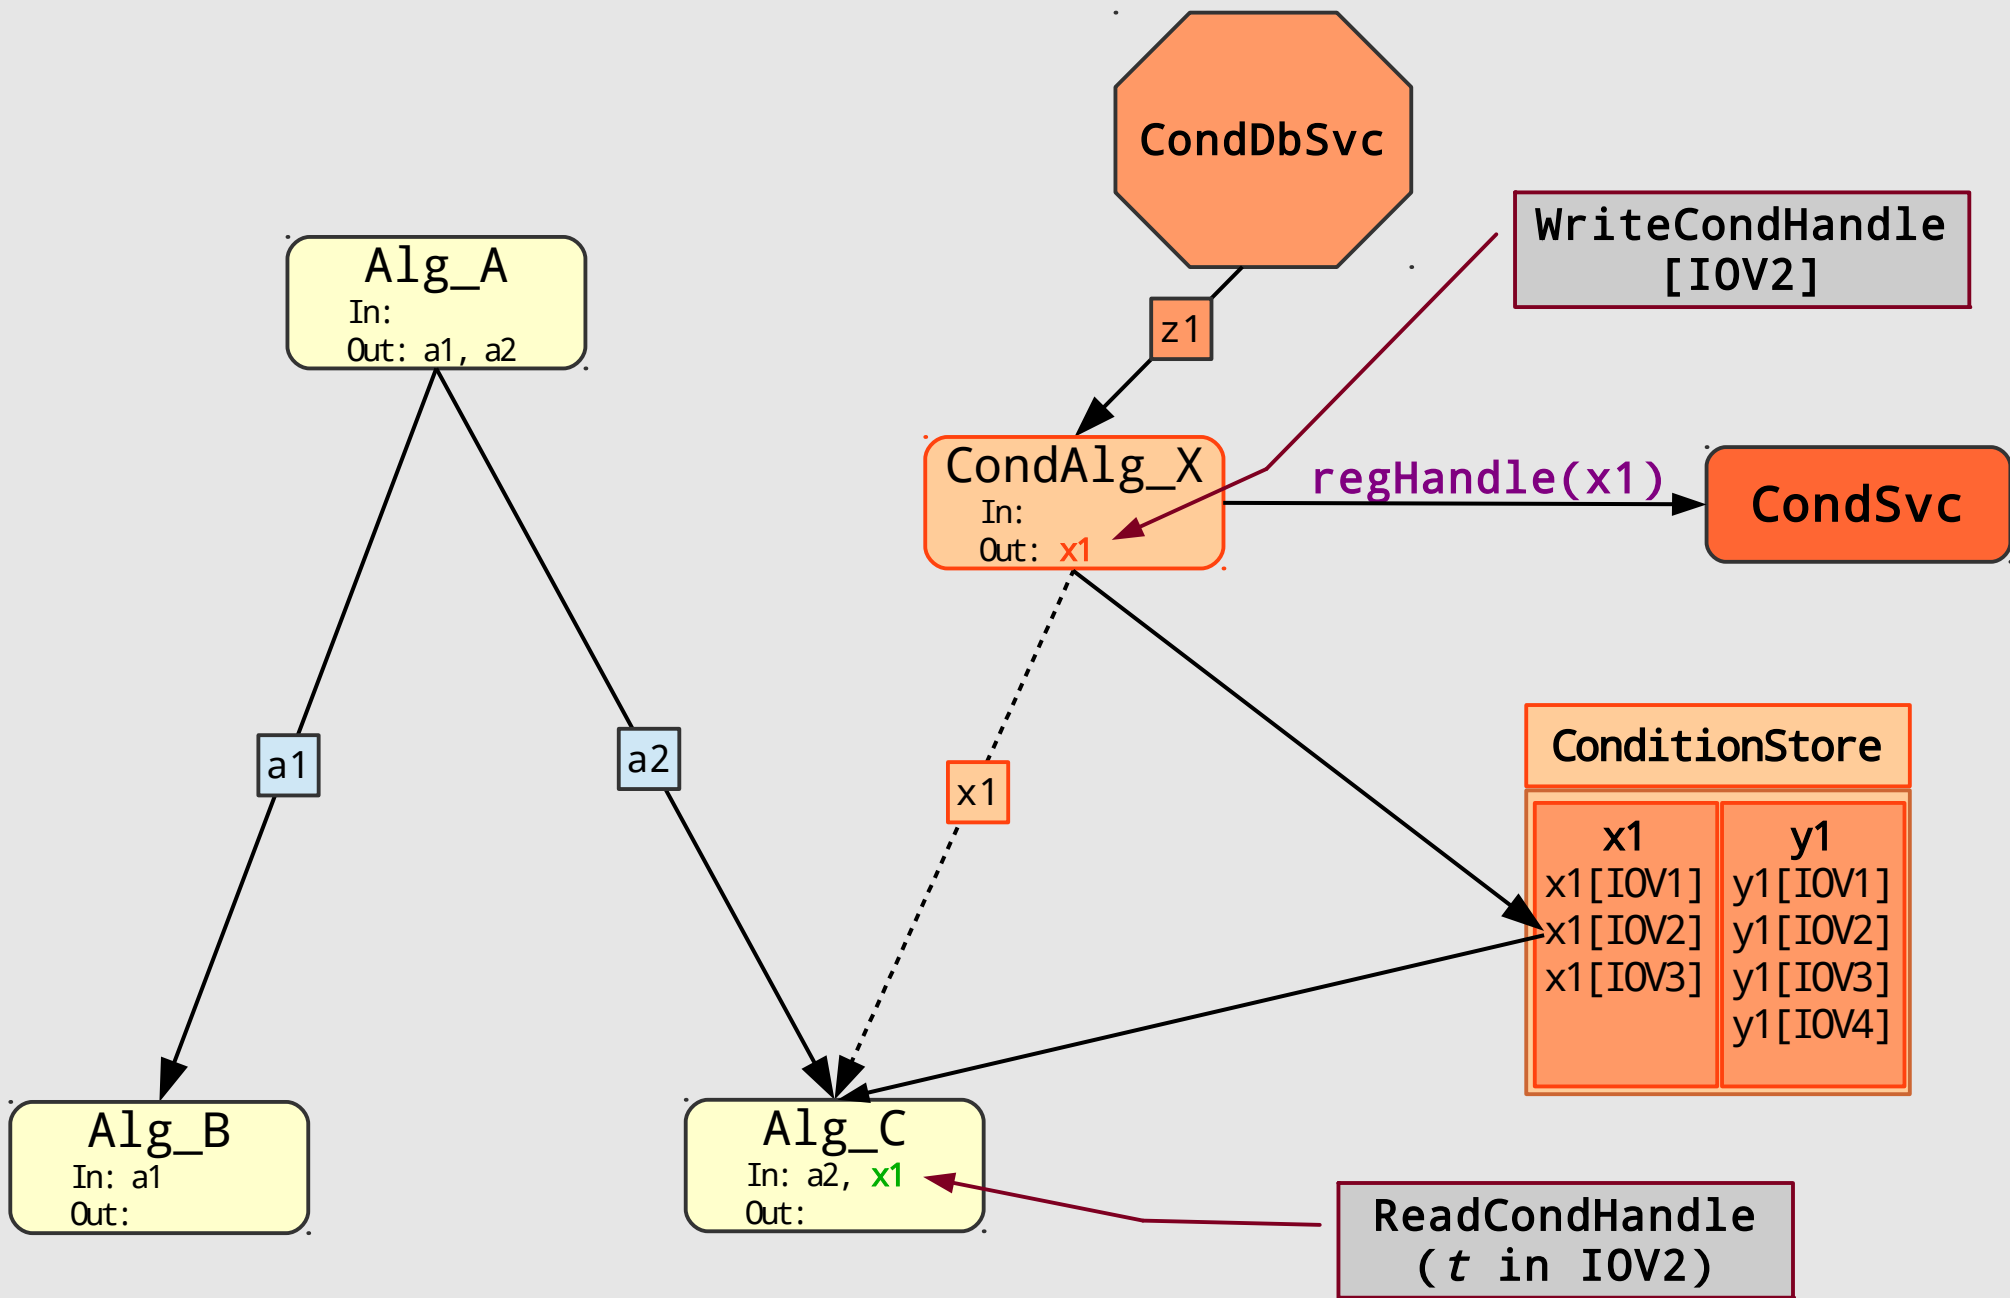 CondDbSvc
WriteCondHandle
[IOV2]
Alg_A
In:
Out: a1, a2
z1
CondAlg_X
In:
Out: x1
regHandle(x1)
CondSvc
a1
a2
x1
ConditionStore
x1
x1[IOV1]
x1[IOV2]
x1[IOV3]
y1
y1[IOV1]
y1[IOV2]
y1[IOV3]
y1[IOV4]
Alg_B
In: a1
Out:
Alg_C
In: a2, x1
Out:
ReadCondHandle
(t in IOV2)